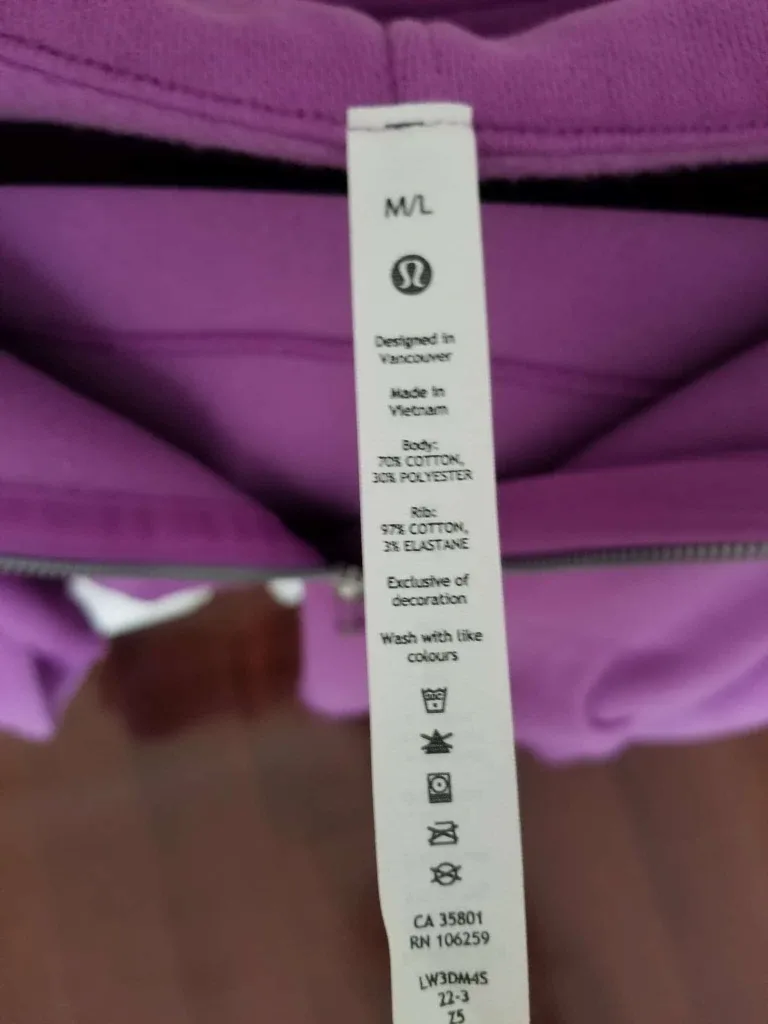 M/L
Designed in
Vancouver
Made in
Vietnam
Body:
70% COTTON,
30% POLYESTER
Rib:
97% COTTON,
3% ELASTANE
Exclusive of
decoration
Wash with like
colours
CA 35801
RN 106259
LW3DM4S
22-3
Z5